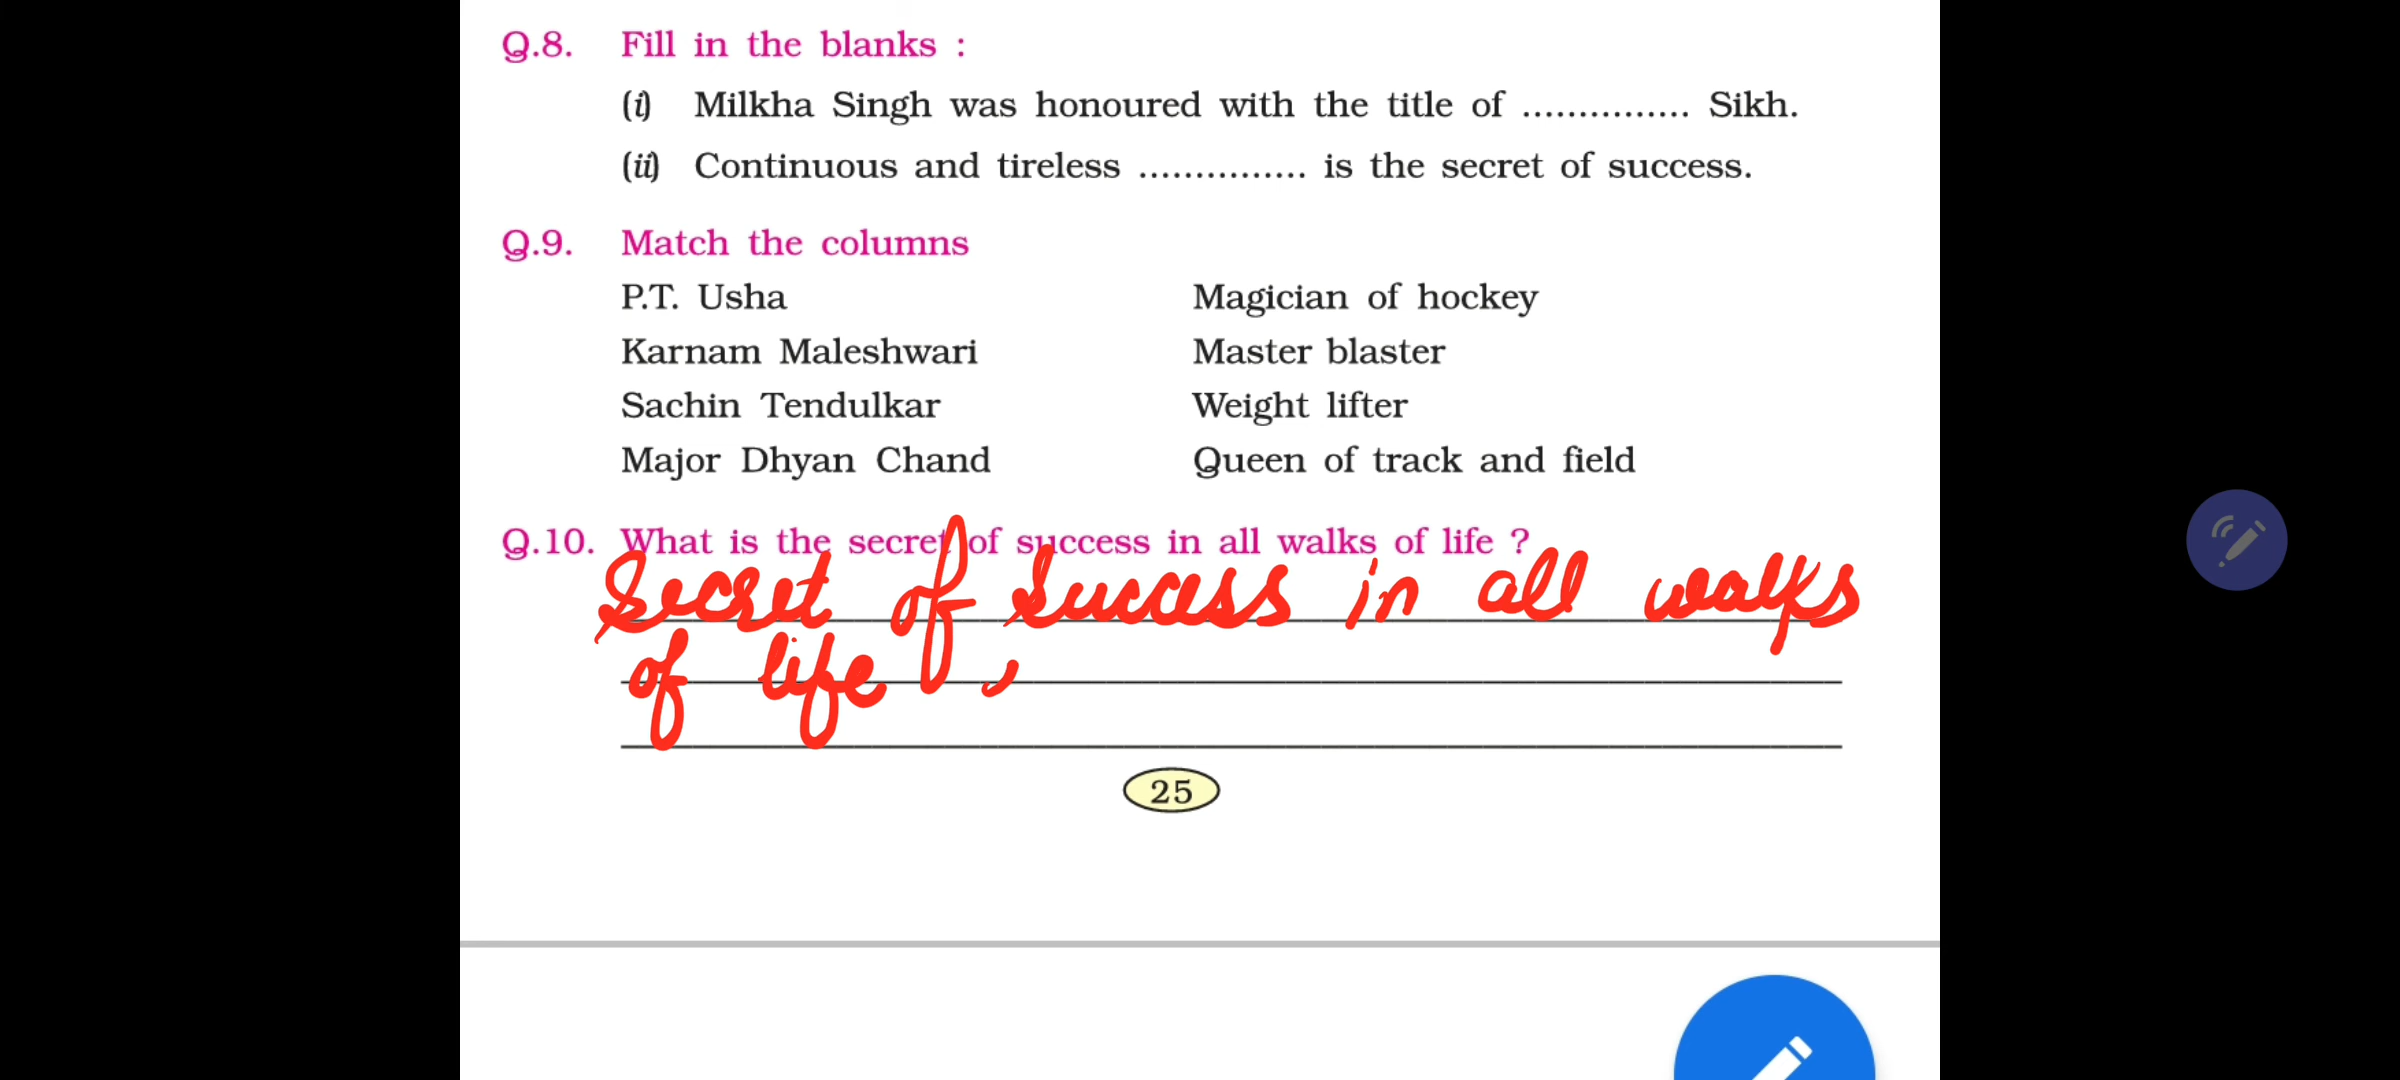 Q.8. Fill in the blanks :
(i) Milkha Singh was honoured with the title of ............... Sikh.
(ii) Continuous and tireless ............... is the secret of success.
Q.9. Match the columns
P.T. Usha Magician of hockey
Karnam Maleshwari Master blaster
Sachin Tendulkar Weight lifter
Major Dhyan Chand Queen of track and field
Q.10. What is the secret of success in all walks of life ?
Secret of Success in all walks
of life ,
25